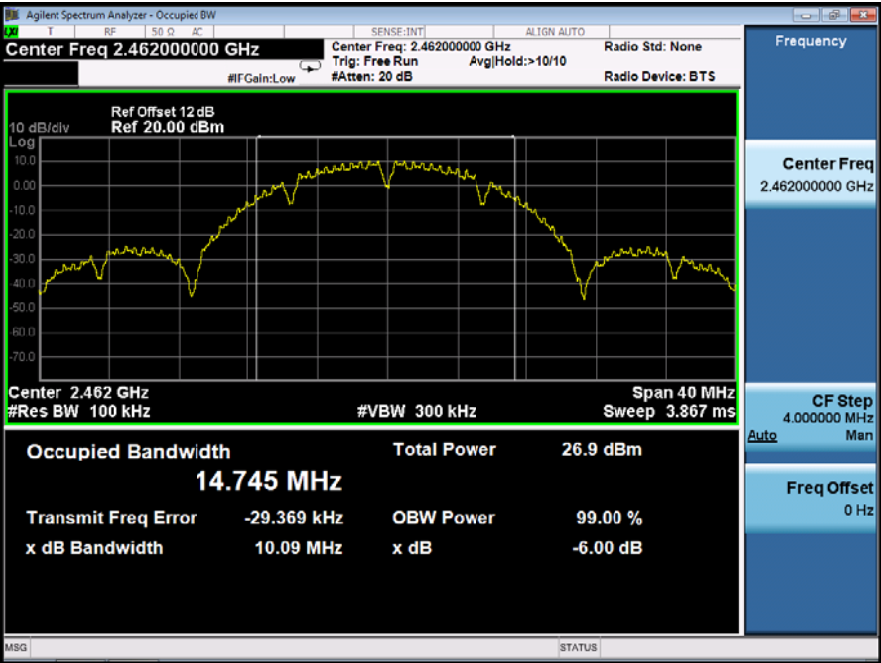 Agilent Spectrum Analyzer - Occupied BW
LXI T RF 50 Ω AC SENSE:INT ALIGN AUTO
Center Freq 2.462000000 GHz
#IFGain:Low
Center Freq: 2.462000000 GHz
Trig: Free Run Avg|Hold:>10/10
#Atten: 20 dB
Radio Std: None
Radio Device: BTS
Ref Offset 12 dB
10 dB/div Ref 20.00 dBm
Log
10.0
0.00
-10.0
-20.0
-30.0
-40.0
-50.0
-60.0
-70.0
Center 2.462 GHz Span 40 MHz
#Res BW 100 kHz #VBW 300 kHz Sweep 3.867 ms
Occupied Bandwidth Total Power 26.9 dBm
14.745 MHz
Transmit Freq Error -29.369 kHz OBW Power 99.00 %
x dB Bandwidth 10.09 MHz x dB -6.00 dB
Frequency
Center Freq
2.462000000 GHz
CF Step
4.000000 MHz
Auto Man
Freq Offset
0 Hz
MSG STATUS